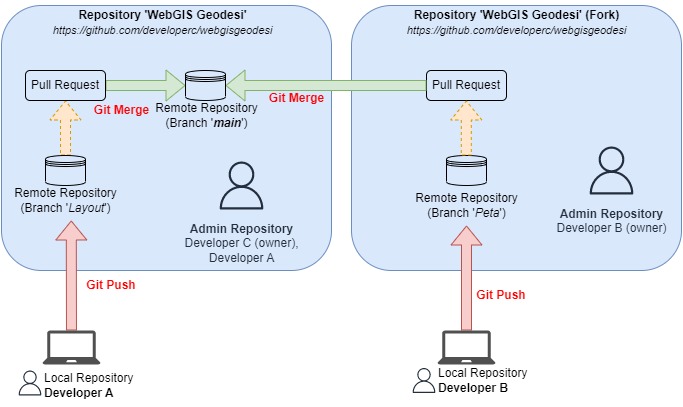 Repository 'WebGIS Geodesi'
https://github.com/developerc/webgisgeodesi
Pull Request
Git Merge
Remote Repository
(Branch 'main')
Remote Repository
(Branch 'Layout')
Admin Repository
Developer C (owner),
Developer A
Git Push
Local Repository
Developer A
Repository 'WebGIS Geodesi' (Fork)
https://github.com/developerc/webgisgeodesi
Git Merge
Pull Request
Remote Repository
(Branch 'Peta')
Admin Repository
Developer B (owner)
Git Push
Local Repository
Developer B